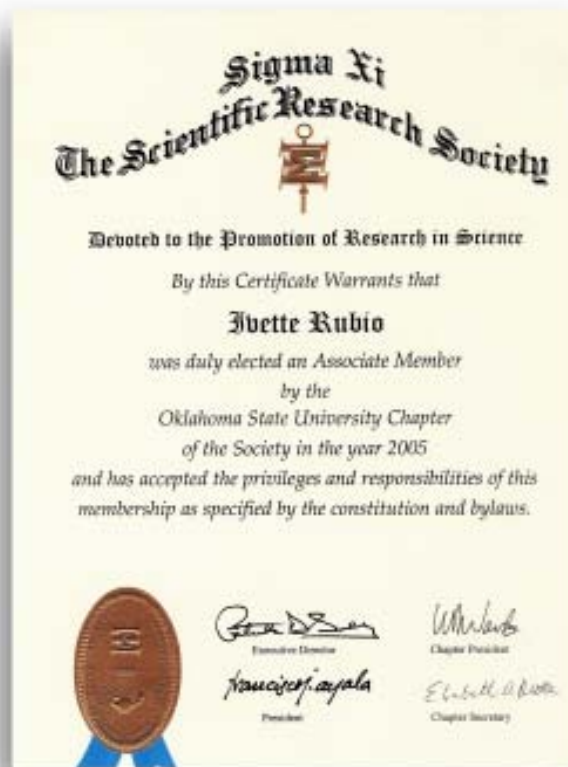 Sigma Xi
The Scientific Research Society
Devoted to the Promotion of Research in Science
By this Certificate Warrants that
Ivette Rubio
was duly elected an Associate Member
by the
Oklahoma State University Chapter
of the Society in the year 2005
and has accepted the privileges and responsibilities of this
membership as specified by the constitution and bylaws.
Executive Director
Chapter President
Francisco J. Ayala
President
Chapter Secretary